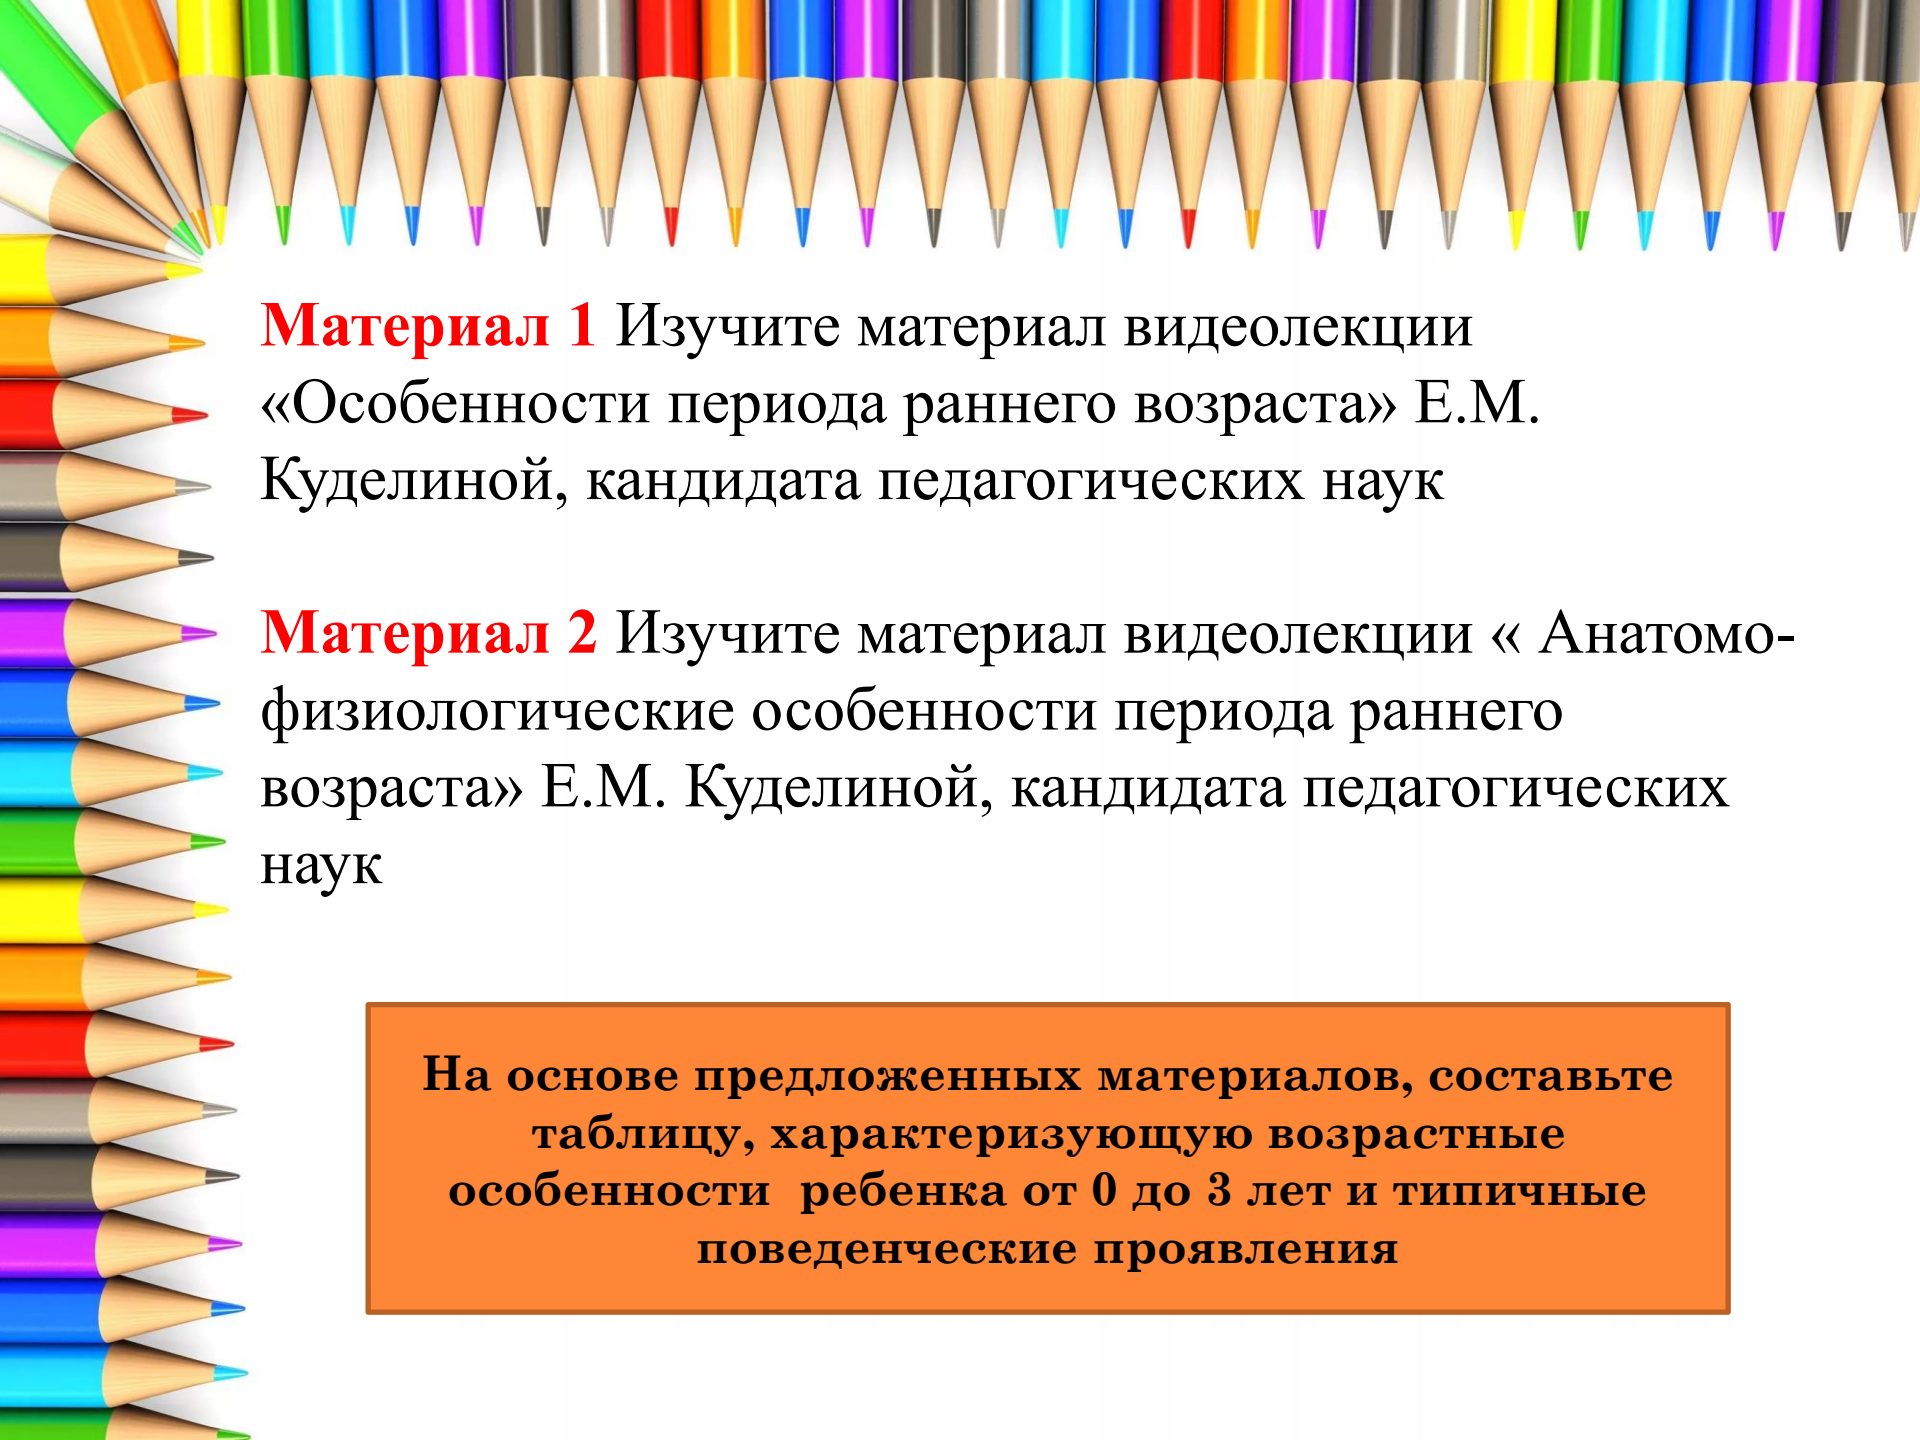 Материал 1 Изучите материал видеолекции
«Особенности периода раннего возраста» Е.М.
Куделиной, кандидата педагогических наук
Материал 2 Изучите материал видеолекции « Анатомо-
физиологические особенности периода раннего
возраста» Е.М. Куделиной, кандидата педагогических
наук
На основе предложенных материалов, составьте
таблицу, характеризующую возрастные
особенности  ребенка от 0 до 3 лет и типичные
поведенческие проявления